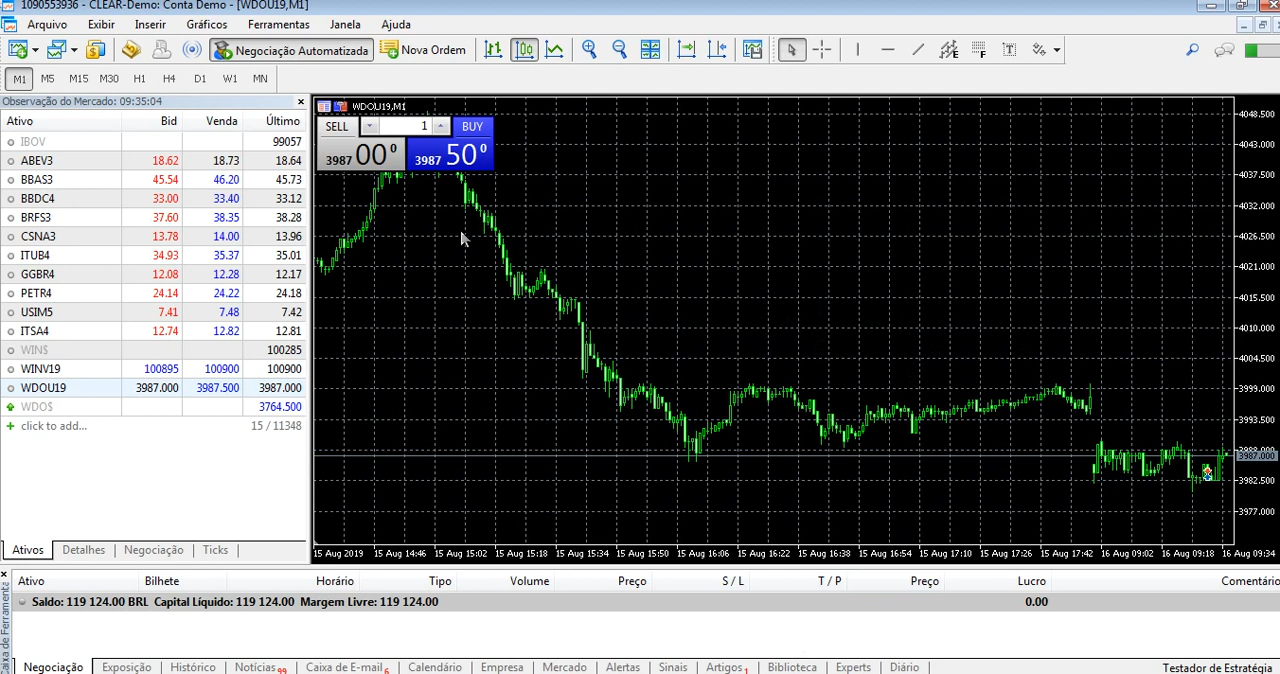 1090553936 - CLEAR-Demo: Conta Demo - [WDOU19,M1]
Arquivo Exibir Inserir Gráficos Ferramentas Janela Ajuda
Negociação Automatizada Nova Ordem
M1 M5 M15 M30 H1 H4 D1 W1 MN
Observação do Mercado: 09:35:04
Ativo Bid Venda Último
IBOV 99057
ABEV3 18.62 18.73 18.64
BBAS3 45.54 46.20 45.73
BBDC4 33.00 33.40 33.12
BRFS3 37.60 38.35 38.28
CSNA3 13.78 14.00 13.96
ITUB4 34.93 35.37 35.01
GGBR4 12.08 12.28 12.17
PETR4 24.14 24.22 24.18
USIM5 7.41 7.48 7.42
ITSA4 12.74 12.82 12.81
WIN$ 100285
WINV19 100895 100900 100900
WDOU19 3987.000 3987.500 3987.000
WDO$ 3764.500
click to add... 15 / 11348
Ativos Detalhes Negociação Ticks
WDOU19,M1
SELL 1 BUY
3987 00 0 3987 50 0
4048.500
4043.000
4037.500
4032.000
4026.500
4021.000
4015.500
4010.000
4004.500
3999.000
3993.500
3987.000
3982.500
3977.000
15 Aug 2019 15 Aug 14:46 15 Aug 15:02 15 Aug 15:18 15 Aug 15:34 15 Aug 15:50 15 Aug 16:06 15 Aug 16:22 15 Aug 16:38 15 Aug 16:54 15 Aug 17:10 15 Aug 17:26 15 Aug 17:42 16 Aug 09:02 16 Aug 09:18 16 Aug 09:34
Ativo Bilhete Horário Tipo Volume Preço S / L T / P Preço Lucro Comentário
Saldo: 119 124.00 BRL Capital Líquido: 119 124.00 Margem Livre: 119 124.00 0.00
Caixa de Ferramenta
Negociação Exposição Histórico Notícias 99 Caixa de E-mail 6 Calendário Empresa Mercado Alertas Sinais Artigos 1 Biblioteca Experts Diário Testador de Estratégia